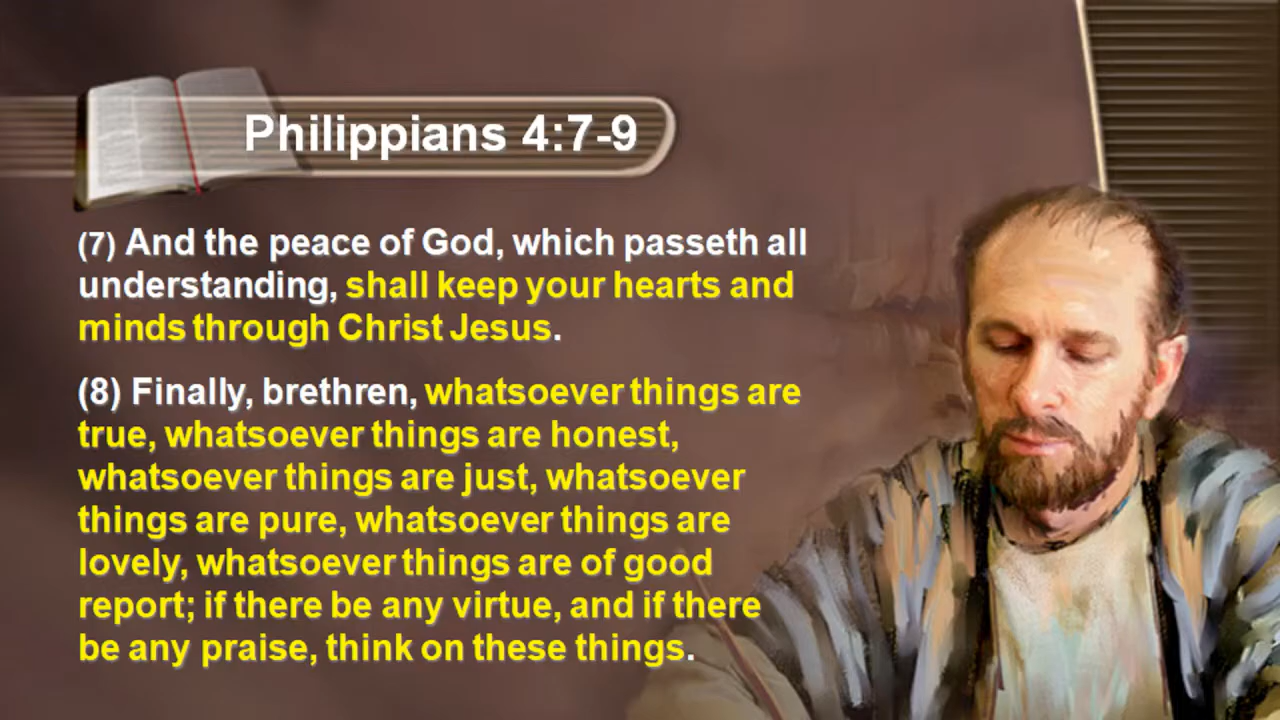 Philippians 4:7-9
(7) And the peace of God, which passeth all
understanding, shall keep your hearts and
minds through Christ Jesus.
(8) Finally, brethren, whatsoever things are
true, whatsoever things are honest,
whatsoever things are just, whatsoever
things are pure, whatsoever things are
lovely, whatsoever things are of good
report; if there be any virtue, and if there
be any praise, think on these things.